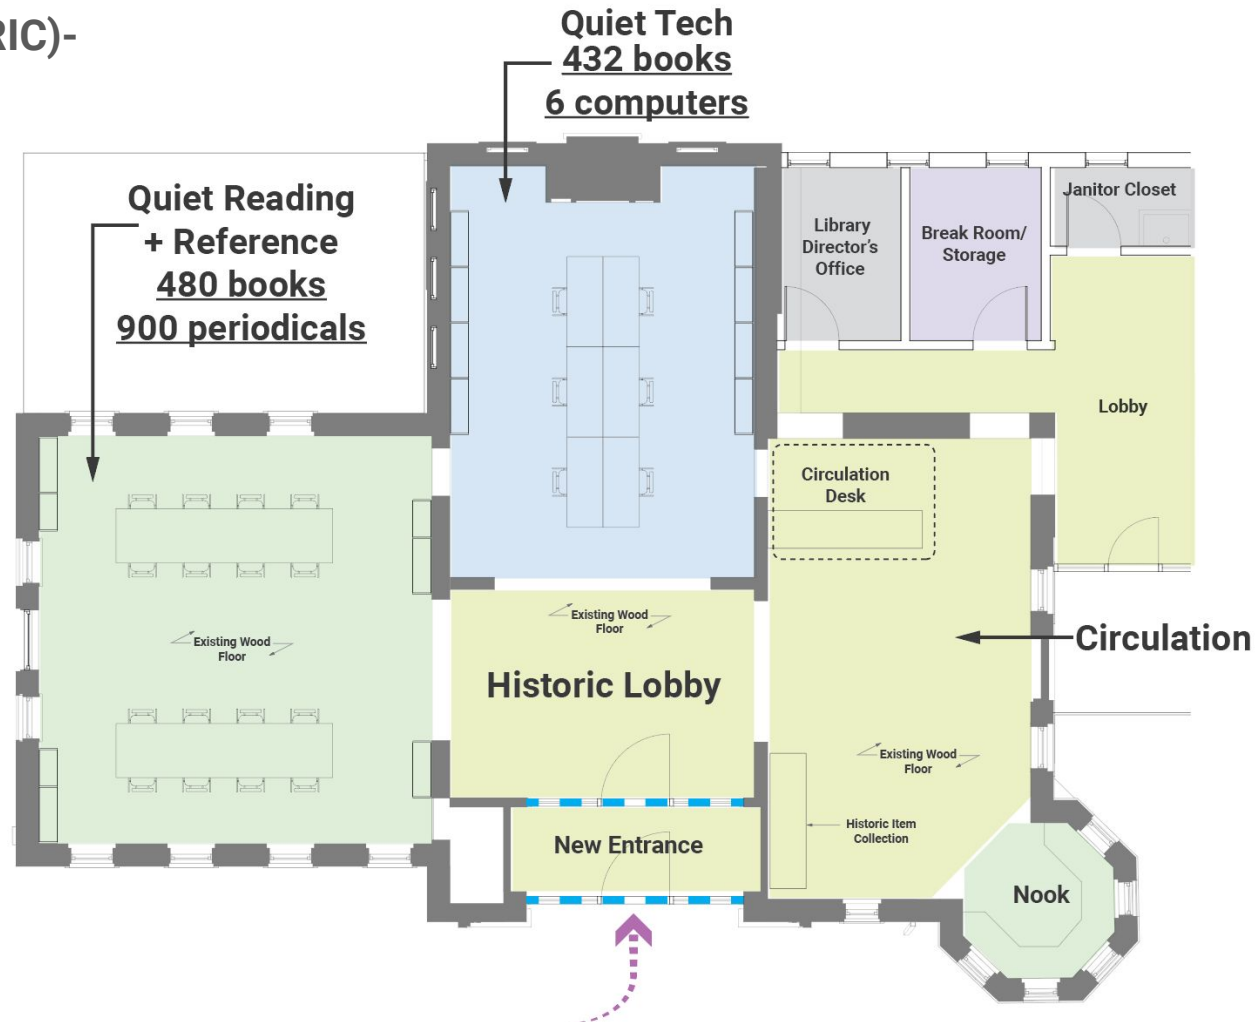 RIC)-
Quiet Tech
432 books
6 computers
Quiet Reading
+ Reference
480 books
900 periodicals
Library
Director's
Office
Break Room/
Storage
Janitor Closet
Lobby
Circulation
Desk
Existing Wood
Floor
Existing Wood
Floor
Circulation
Historic Lobby
Existing Wood
Floor
Historic Item
Collection
New Entrance
Nook